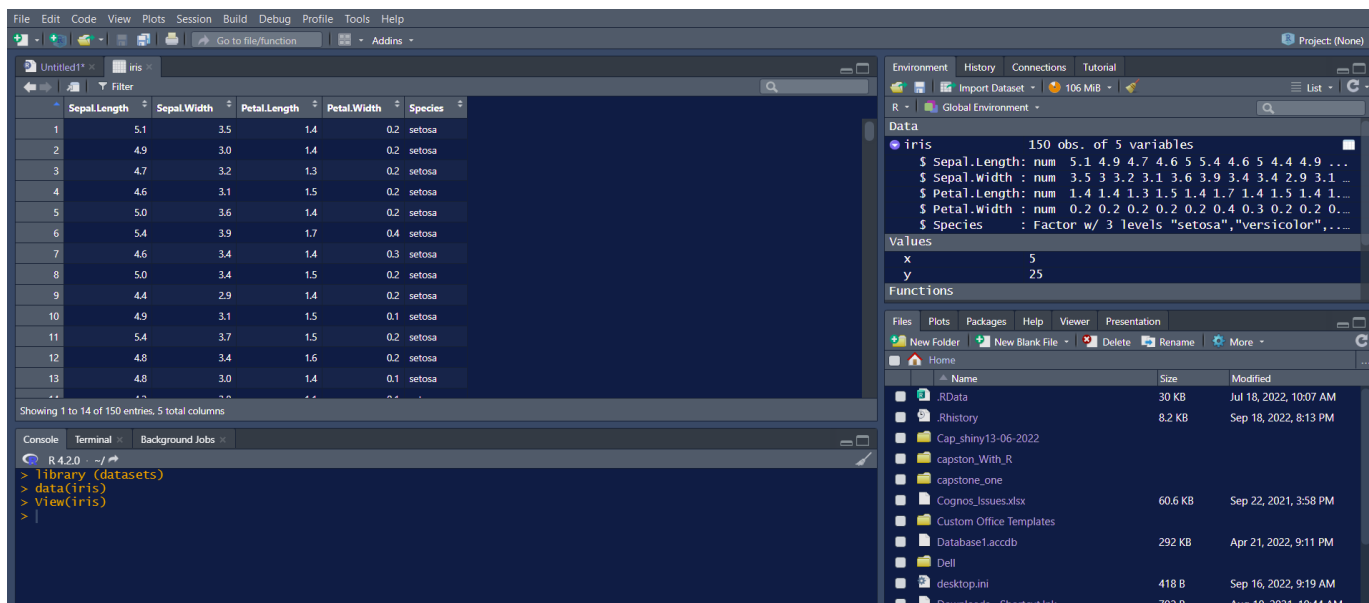 File Edit Code View Plots Session Build Debug Profile Tools Help
Go to file/function Addins Project: (None)
Untitled1* iris
Filter
Sepal.Length Sepal.Width Petal.Length Petal.Width Species
1 5.1 3.5 1.4 0.2 setosa
2 4.9 3.0 1.4 0.2 setosa
3 4.7 3.2 1.3 0.2 setosa
4 4.6 3.1 1.5 0.2 setosa
5 5.0 3.6 1.4 0.2 setosa
6 5.4 3.9 1.7 0.4 setosa
7 4.6 3.4 1.4 0.3 setosa
8 5.0 3.4 1.5 0.2 setosa
9 4.4 2.9 1.4 0.2 setosa
10 4.9 3.1 1.5 0.1 setosa
11 5.4 3.7 1.5 0.2 setosa
12 4.8 3.4 1.6 0.2 setosa
13 4.8 3.0 1.4 0.1 setosa
Showing 1 to 14 of 150 entries, 5 total columns
Console Terminal Background Jobs
R 4.2.0 · ~/
> library (datasets)
> data(iris)
> View(iris)
>
Environment History Connections Tutorial
Import Dataset 106 MiB List
R Global Environment
Data
iris 150 obs. of 5 variables
$ Sepal.Length: num 5.1 4.9 4.7 4.6 5 5.4 4.6 5 4.4 4.9 ...
$ Sepal.Width : num 3.5 3 3.2 3.1 3.6 3.9 3.4 3.4 2.9 3.1 …
$ Petal.Length: num 1.4 1.4 1.3 1.5 1.4 1.7 1.4 1.5 1.4 1.…
$ Petal.Width : num 0.2 0.2 0.2 0.2 0.2 0.4 0.3 0.2 0.2 0.…
$ Species : Factor w/ 3 levels "setosa","versicolor",..…
Values
x 5
y 25
Functions
Files Plots Packages Help Viewer Presentation
New Folder New Blank File Delete Rename More
Home
Name Size Modified
.RData 30 KB Jul 18, 2022, 10:07 AM
.Rhistory 8.2 KB Sep 18, 2022, 8:13 PM
Cap_shiny13-06-2022
capston_With_R
capstone_one
Cognos_Issues.xlsx 60.6 KB Sep 22, 2021, 3:58 PM
Custom Office Templates
Database1.accdb 292 KB Apr 21, 2022, 9:11 PM
Dell
desktop.ini 418 B Sep 16, 2022, 9:19 AM